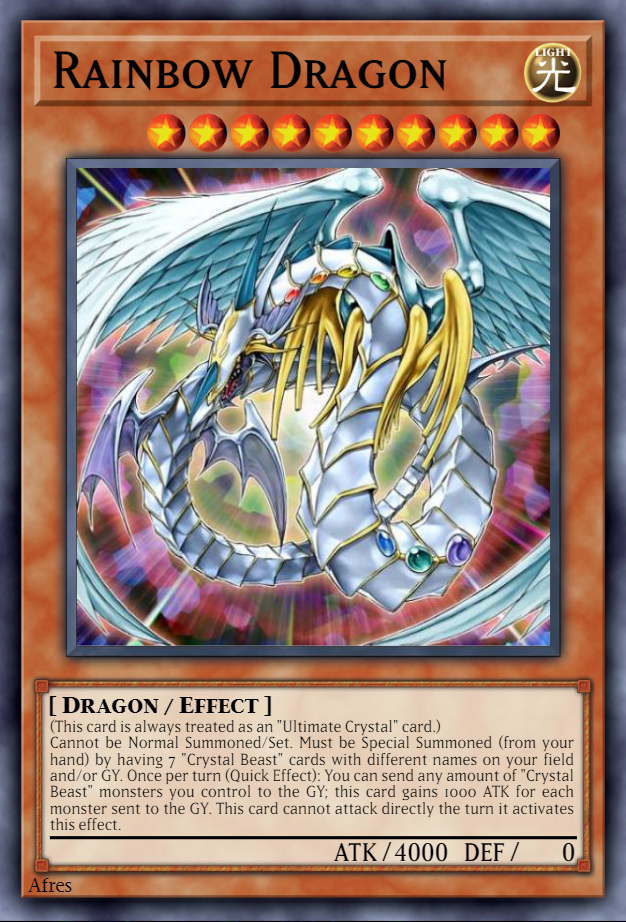 Rainbow Dragon
LIGHT
光
[ Dragon / Effect ]
(This card is always treated as an "Ultimate Crystal" card.)
Cannot be Normal Summoned/Set. Must be Special Summoned (from your
hand) by having 7 "Crystal Beast" cards with different names on your field
and/or GY. Once per turn (Quick Effect): You can send any amount of "Crystal
Beast" monsters you control to the GY; this card gains 1000 ATK for each
monster sent to the GY. This card cannot attack directly the turn it activates
this effect.
ATK / 4000 DEF / 0
Afres